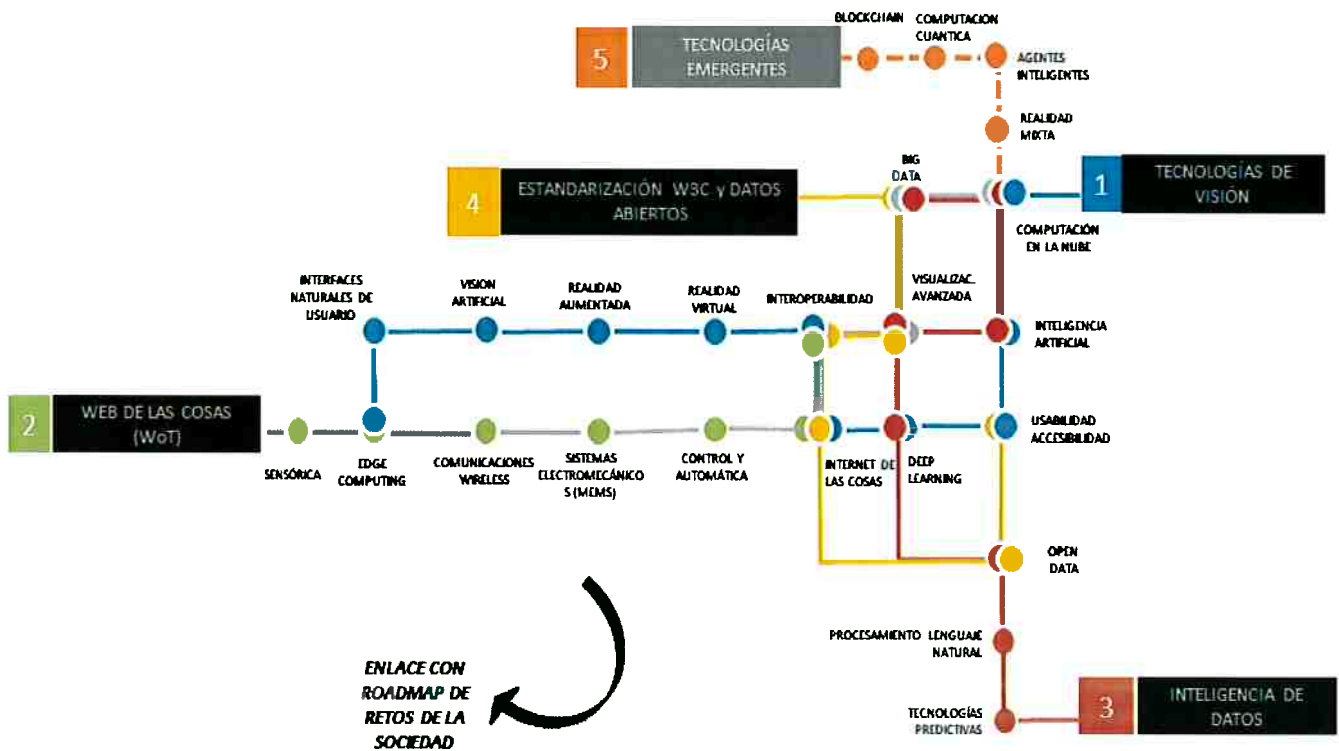 BLOCKCHAIN
COMPUTACION
CUANTICA
5
TECNOLOGÍAS
EMERGENTES
AGENTES
INTELIGENTES
REALIDAD
MIXTA
4
ESTANDARIZACIÓN W3C y DATOS
ABIERTOS
BIG
DATA
1
TECNOLOGÍAS DE
VISIÓN
COMPUTACIÓN
EN LA NUBE
INTERFACES
NATURALES DE
USUARIO
VISION
ARTIFICIAL
REALIDAD
AUMENTADA
REALIDAD
VIRTUAL
INTEROPERABILIDAD
VISUALIZAC.
AVANZADA
INTELIGENCIA
ARTIFICIAL
2
WEB DE LAS COSAS
(WoT)
USABILIDAD
ACCESIBILIDAD
SENSÓRICA
EDGE
COMPUTING
COMUNICACIONES
WIRELESS
SISTEMAS
ELECTROMECÁNICO
S (MEMS)
CONTROL Y
AUTOMÁTICA
INTERNET DE
LAS COSAS
DEEP
LEARNING
OPEN
DATA
PROCESAMIENTO LENGUAJE
NATURAL
ENLACE CON
ROADMAP DE
RETOS DE LA
SOCIEDAD
TECNOLOGÍAS
PREDICTIVAS
3
INTELIGENCIA DE
DATOS